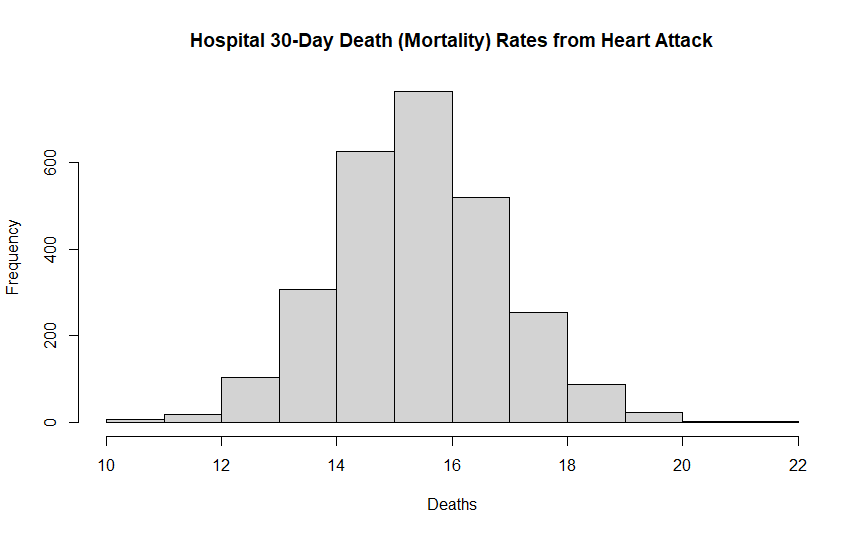 Hospital 30-Day Death (Mortality) Rates from Heart Attack
Frequency
600
400
200
0
10 12 14 16 18 20 22
Deaths